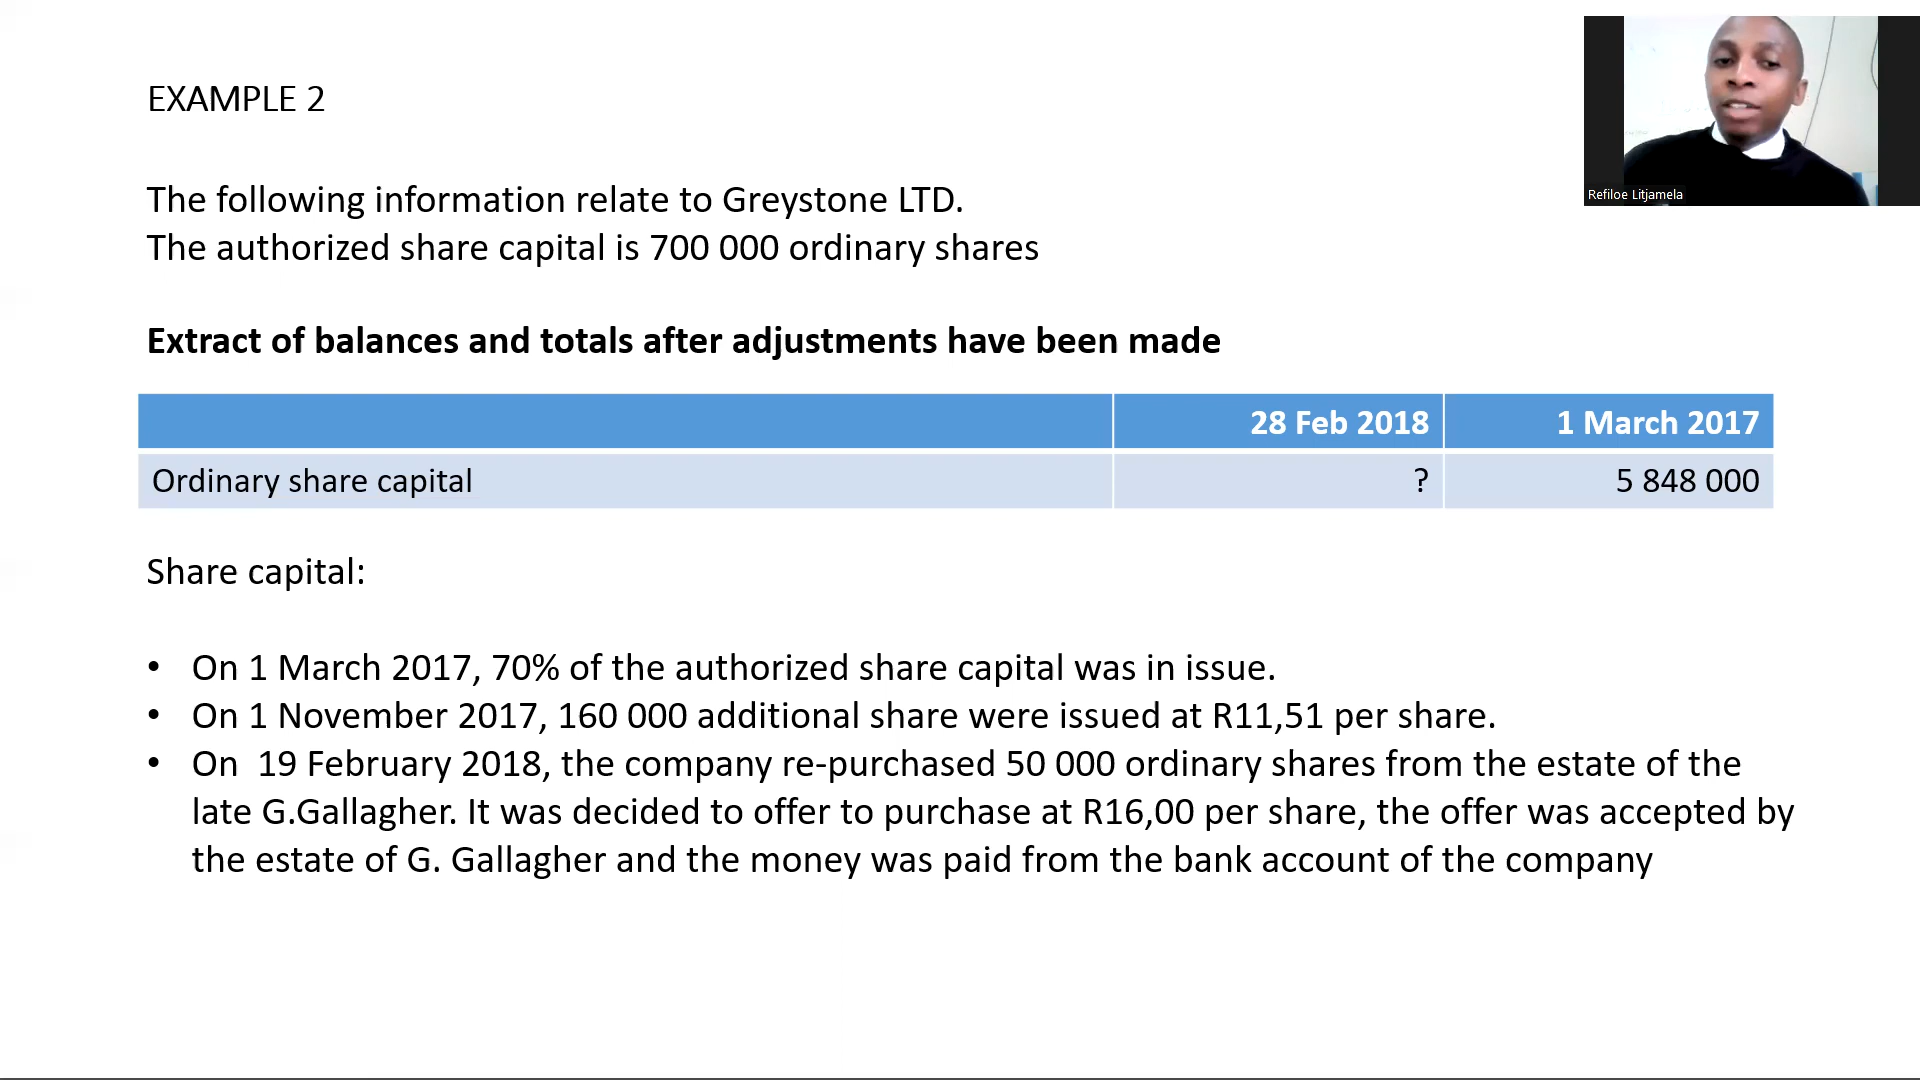 EXAMPLE 2
Refiloe Litjamela
The following information relate to Greystone LTD.
The authorized share capital is 700 000 ordinary shares
Extract of balances and totals after adjustments have been made
28 Feb 2018 1 March 2017
Ordinary share capital ? 5 848 000
Share capital:
• On 1 March 2017, 70% of the authorized share capital was in issue.
• On 1 November 2017, 160 000 additional share were issued at R11,51 per share.
• On 19 February 2018, the company re-purchased 50 000 ordinary shares from the estate of the
late G.Gallagher. It was decided to offer to purchase at R16,00 per share, the offer was accepted by
the estate of G. Gallagher and the money was paid from the bank account of the company